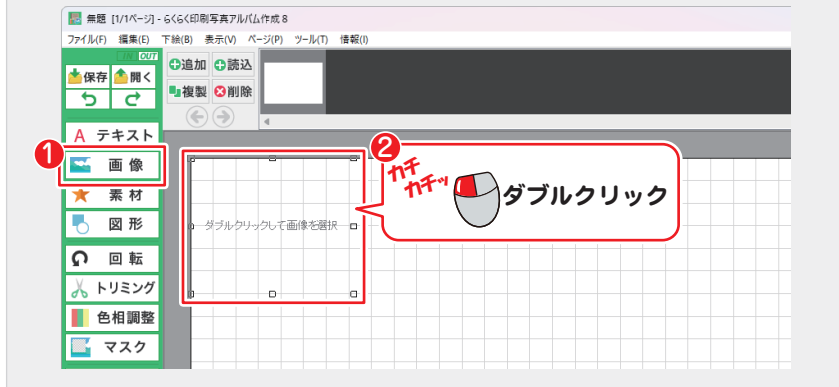 無題 [1/1ページ] - らくらく印刷写真アルバム作成８
ファイル(F) 編集(E) 下絵(B) 表示(V) ページ(P) ツール(T) 情報(I)
IN OUT
保存 開く
追加 読込
複製 削除
A テキスト
1
画像
素材
図形
回転
トリミング
色相調整
マスク
ダブルクリックして画像を選択
2
カチ
カチッ
ダブルクリック